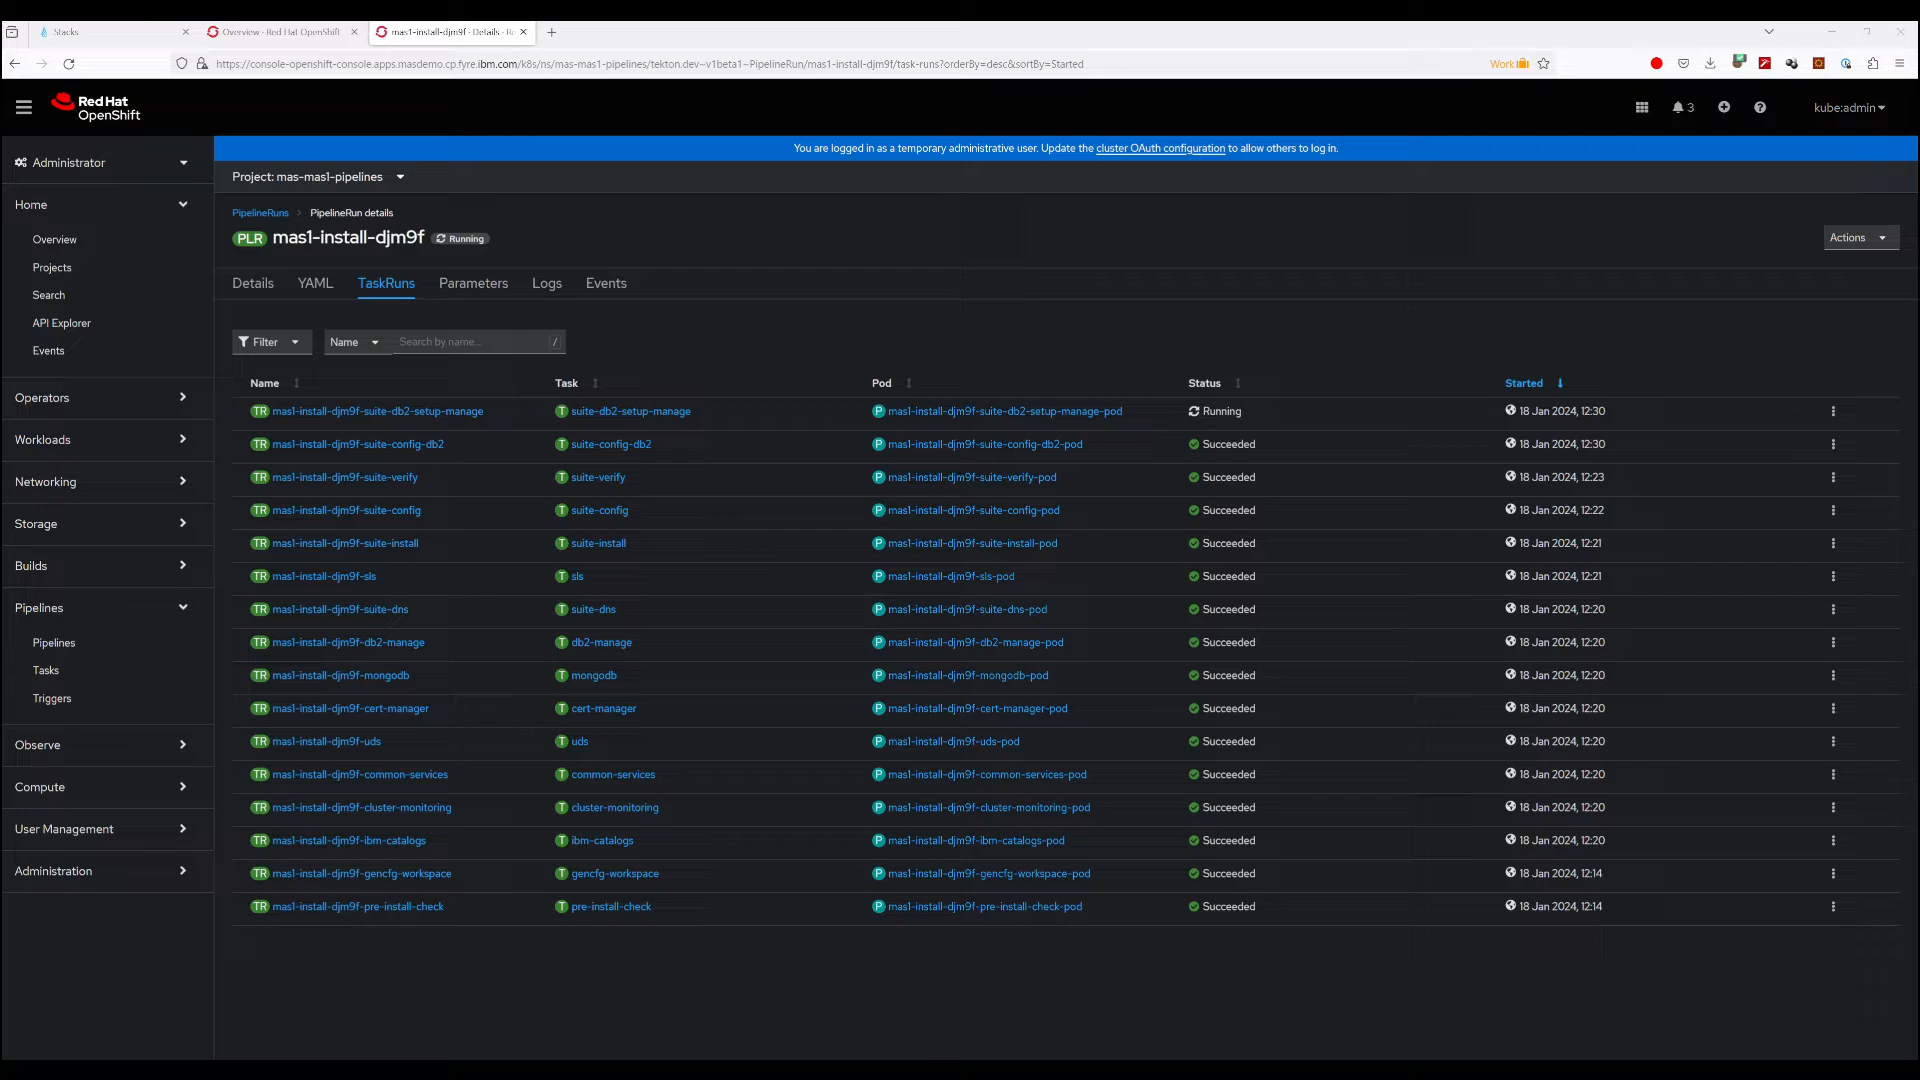 Stacks
Overview · Red Hat OpenShift
mas1-install-djm9f · Details · Re
https://console-openshift-console.apps.masdemo.cp.fyre.ibm.com/k8s/ns/mas-mas1-pipelines/tekton.dev~v1beta1~PipelineRun/mas1-install-djm9f/task-runs?orderBy=desc&sortBy=Started
Work
Red Hat
OpenShift
3
kube:admin
You are logged in as a temporary administrative user. Update the cluster OAuth configuration to allow others to log in.
Administrator
Home
Overview
Projects
Search
API Explorer
Events
Operators
Workloads
Networking
Storage
Builds
Pipelines
Pipelines
Tasks
Triggers
Observe
Compute
User Management
Administration
Project: mas-mas1-pipelines
PipelineRuns > PipelineRun details
PLR mas1-install-djm9f Running
Actions
Details YAML TaskRuns Parameters Logs Events
Filter Name Search by name... /
Name Task Pod Status Started
TR mas1-install-djm9f-suite-db2-setup-manage T suite-db2-setup-manage P mas1-install-djm9f-suite-db2-setup-manage-pod Running 18 Jan 2024, 12:30
TR mas1-install-djm9f-suite-config-db2 T suite-config-db2 P mas1-install-djm9f-suite-config-db2-pod Succeeded 18 Jan 2024, 12:30
TR mas1-install-djm9f-suite-verify T suite-verify P mas1-install-djm9f-suite-verify-pod Succeeded 18 Jan 2024, 12:23
TR mas1-install-djm9f-suite-config T suite-config P mas1-install-djm9f-suite-config-pod Succeeded 18 Jan 2024, 12:22
TR mas1-install-djm9f-suite-install T suite-install P mas1-install-djm9f-suite-install-pod Succeeded 18 Jan 2024, 12:21
TR mas1-install-djm9f-sls T sls P mas1-install-djm9f-sls-pod Succeeded 18 Jan 2024, 12:21
TR mas1-install-djm9f-suite-dns T suite-dns P mas1-install-djm9f-suite-dns-pod Succeeded 18 Jan 2024, 12:20
TR mas1-install-djm9f-db2-manage T db2-manage P mas1-install-djm9f-db2-manage-pod Succeeded 18 Jan 2024, 12:20
TR mas1-install-djm9f-mongodb T mongodb P mas1-install-djm9f-mongodb-pod Succeeded 18 Jan 2024, 12:20
TR mas1-install-djm9f-cert-manager T cert-manager P mas1-install-djm9f-cert-manager-pod Succeeded 18 Jan 2024, 12:20
TR mas1-install-djm9f-uds T uds P mas1-install-djm9f-uds-pod Succeeded 18 Jan 2024, 12:20
TR mas1-install-djm9f-common-services T common-services P mas1-install-djm9f-common-services-pod Succeeded 18 Jan 2024, 12:20
TR mas1-install-djm9f-cluster-monitoring T cluster-monitoring P mas1-install-djm9f-cluster-monitoring-pod Succeeded 18 Jan 2024, 12:20
TR mas1-install-djm9f-ibm-catalogs T ibm-catalogs P mas1-install-djm9f-ibm-catalogs-pod Succeeded 18 Jan 2024, 12:20
TR mas1-install-djm9f-gencfg-workspace T gencfg-workspace P mas1-install-djm9f-gencfg-workspace-pod Succeeded 18 Jan 2024, 12:14
TR mas1-install-djm9f-pre-install-check T pre-install-check P mas1-install-djm9f-pre-install-check-pod Succeeded 18 Jan 2024, 12:14